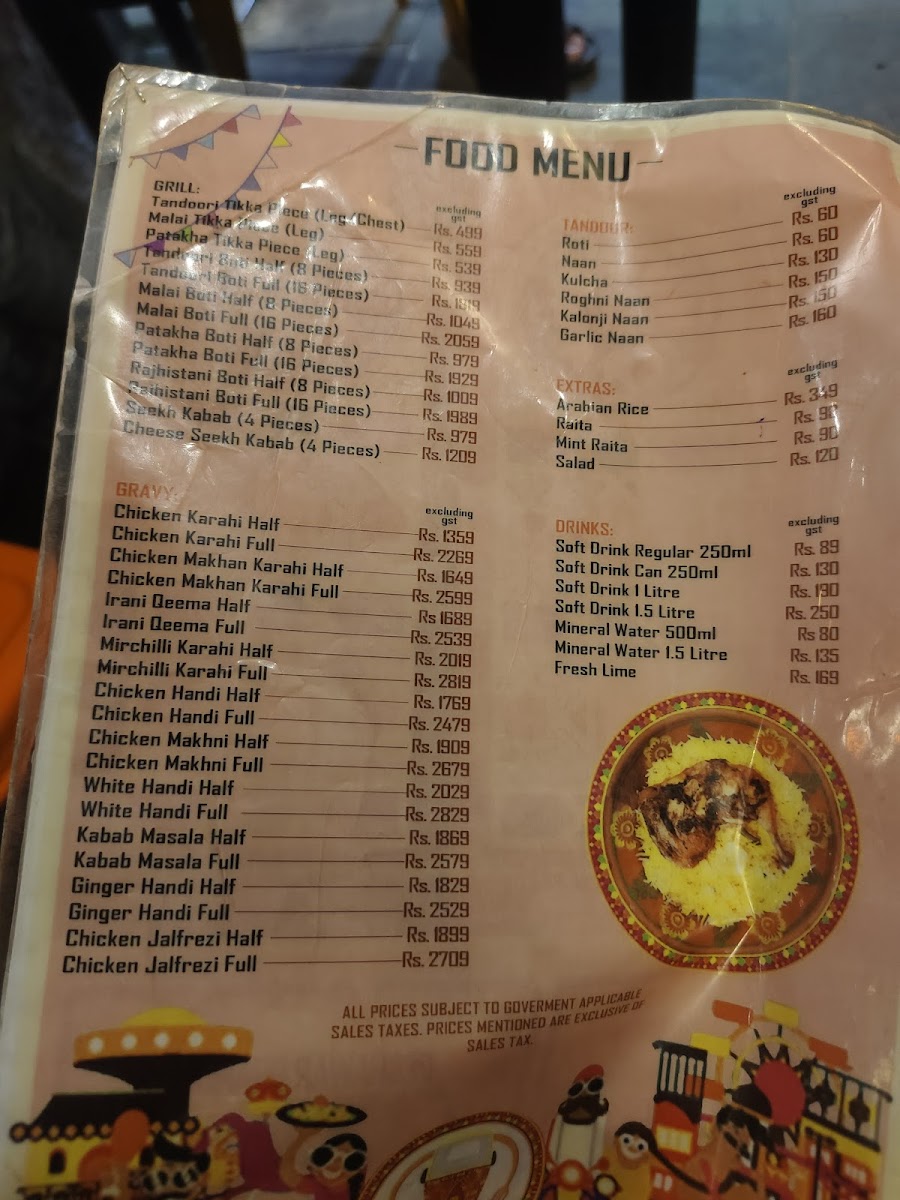 FOOD MENU
GRILL:
excluding gst
Tandoori Tikka Piece (Leg/Chest) Rs. 499
Malai Tikka Piece (Leg) Rs. 559
Patakha Tikka Piece (Leg) Rs. 539
Tandoori Boti Half (8 Pieces) Rs. 939
Tandoori Boti Full (16 Pieces) Rs.
Malai Boti Half (8 Pieces) Rs. 1049
Malai Boti Full (16 Pieces) Rs. 2059
Patakha Boti Half (8 Pieces) Rs. 979
Patakha Boti Full (16 Pieces) Rs. 1929
Rajhistani Boti Half (8 Pieces) Rs. 1009
Rajhistani Boti Full (16 Pieces) Rs. 1989
Seekh Kabab (4 Pieces) Rs. 979
Cheese Seekh Kabab (4 Pieces) Rs. 1209
GRAVY:
excluding gst
Chicken Karahi Half Rs. 1359
Chicken Karahi Full Rs. 2269
Chicken Makhan Karahi Half Rs. 1649
Chicken Makhan Karahi Full Rs. 2599
Irani Qeema Half Rs 1689
Irani Qeema Full Rs. 2539
Mirchilli Karahi Half Rs. 2019
Mirchilli Karahi Full Rs. 2819
Chicken Handi Half Rs. 1769
Chicken Handi Full Rs. 2479
Chicken Makhni Half Rs. 1909
Chicken Makhni Full Rs. 2679
White Handi Half Rs. 2029
White Handi Full Rs. 2829
Kabab Masala Half Rs. 1869
Kabab Masala Full Rs. 2579
Ginger Handi Half Rs. 1829
Ginger Handi Full Rs. 2529
Chicken Jalfrezi Half Rs. 1899
Chicken Jalfrezi Full Rs. 2709
TANDOUR:
excluding gst
Roti Rs. 60
Naan Rs. 60
Kulcha Rs. 130
Roghni Naan Rs. 150
Kalonji Naan Rs. 150
Garlic Naan Rs. 160
EXTRAS:
excluding gst
Arabian Rice Rs. 349
Raita Rs. 90
Mint Raita Rs. 90
Salad Rs. 120
DRINKS:
excluding gst
Soft Drink Regular 250ml Rs. 89
Soft Drink Can 250ml Rs. 130
Soft Drink 1 Litre Rs. 190
Soft Drink 1.5 Litre Rs. 250
Mineral Water 500ml Rs 80
Mineral Water 1.5 Litre Rs. 135
Fresh Lime Rs. 169
ALL PRICES SUBJECT TO GOVERMENT APPLICABLE
SALES TAXES. PRICES MENTIONED ARE EXCLUSIVE OF
SALES TAX.